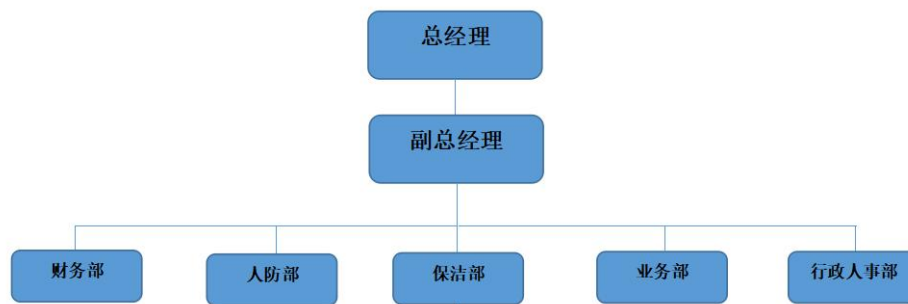 总经理
副总经理
财务部
人防部
保洁部
业务部
行政人事部